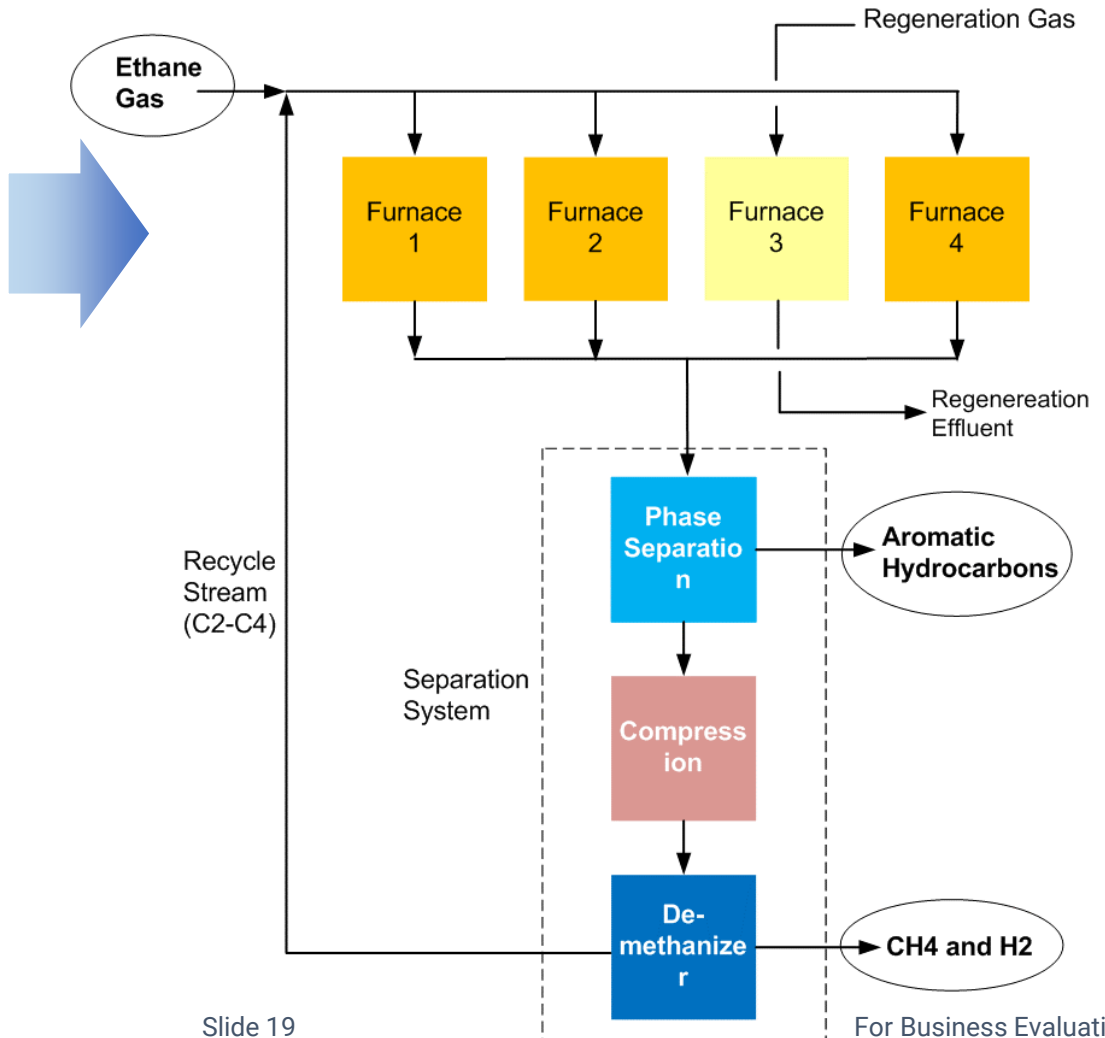 Regeneration Gas
Ethane
Gas
Furnace
1
Furnace
2
Furnace
3
Furnace
4
Regenereation
Effluent
Phase
Separatio
n
Aromatic
Hydrocarbons
Recycle
Stream
(C2-C4)
Separation
System
Compress
ion
De-
methanize
r
CH4 and H2
Slide 19
For Business Evaluati